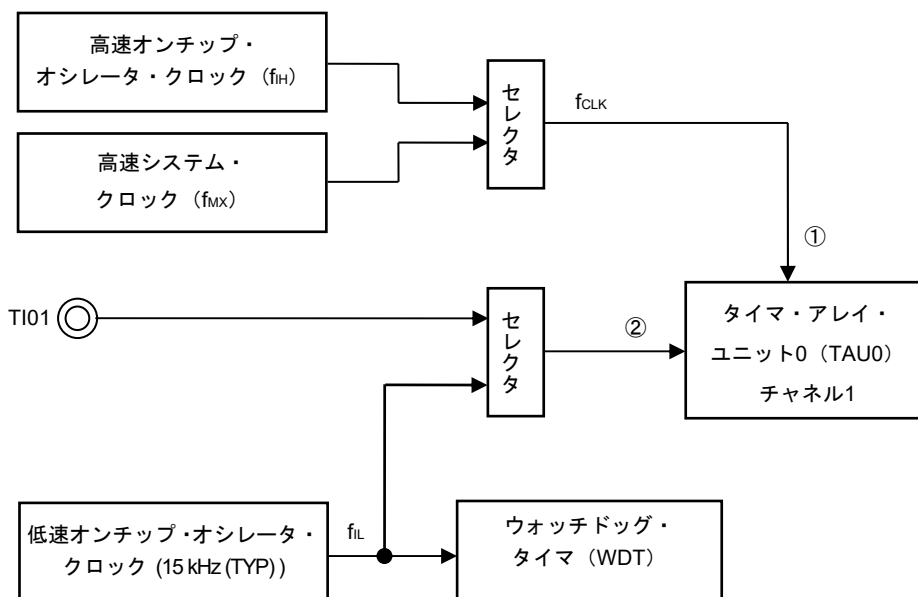 高速オンチップ・
オシレータ・クロック（fIH）
セレクタ
fCLK
高速システム・
クロック（fMX）
①
TI01
セレクタ
②
タイマ・アレイ・
ユニット0（TAU0）
チャネル1
低速オンチップ・オシレータ・
クロック (15 kHz (TYP) )
fIL
ウォッチドッグ・
タイマ（WDT）